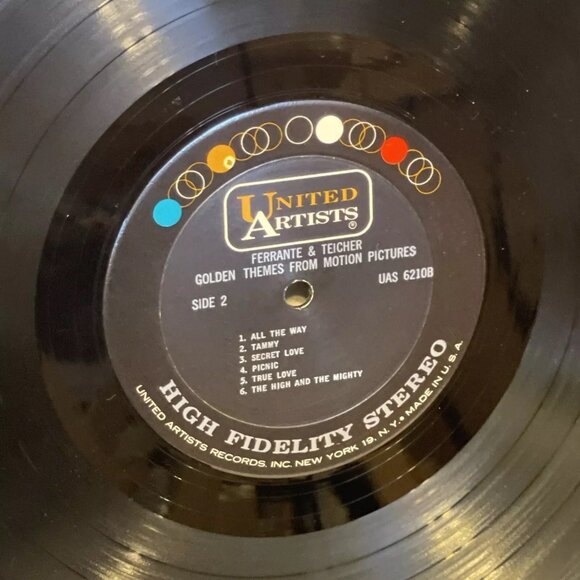 UNITED
ARTISTS®
FERRANTE & TEICHER
GOLDEN THEMES FROM MOTION PICTURES
SIDE 2
UAS 6210B
1. ALL THE WAY
2. TAMMY
3. SECRET LOVE
4. PICNIC
5. TRUE LOVE
6. THE HIGH AND THE MIGHTY
HIGH FIDELITY STEREO
UNITED ARTISTS RECORDS, INC. NEW YORK 19, N.Y. • MADE IN U.S.A.